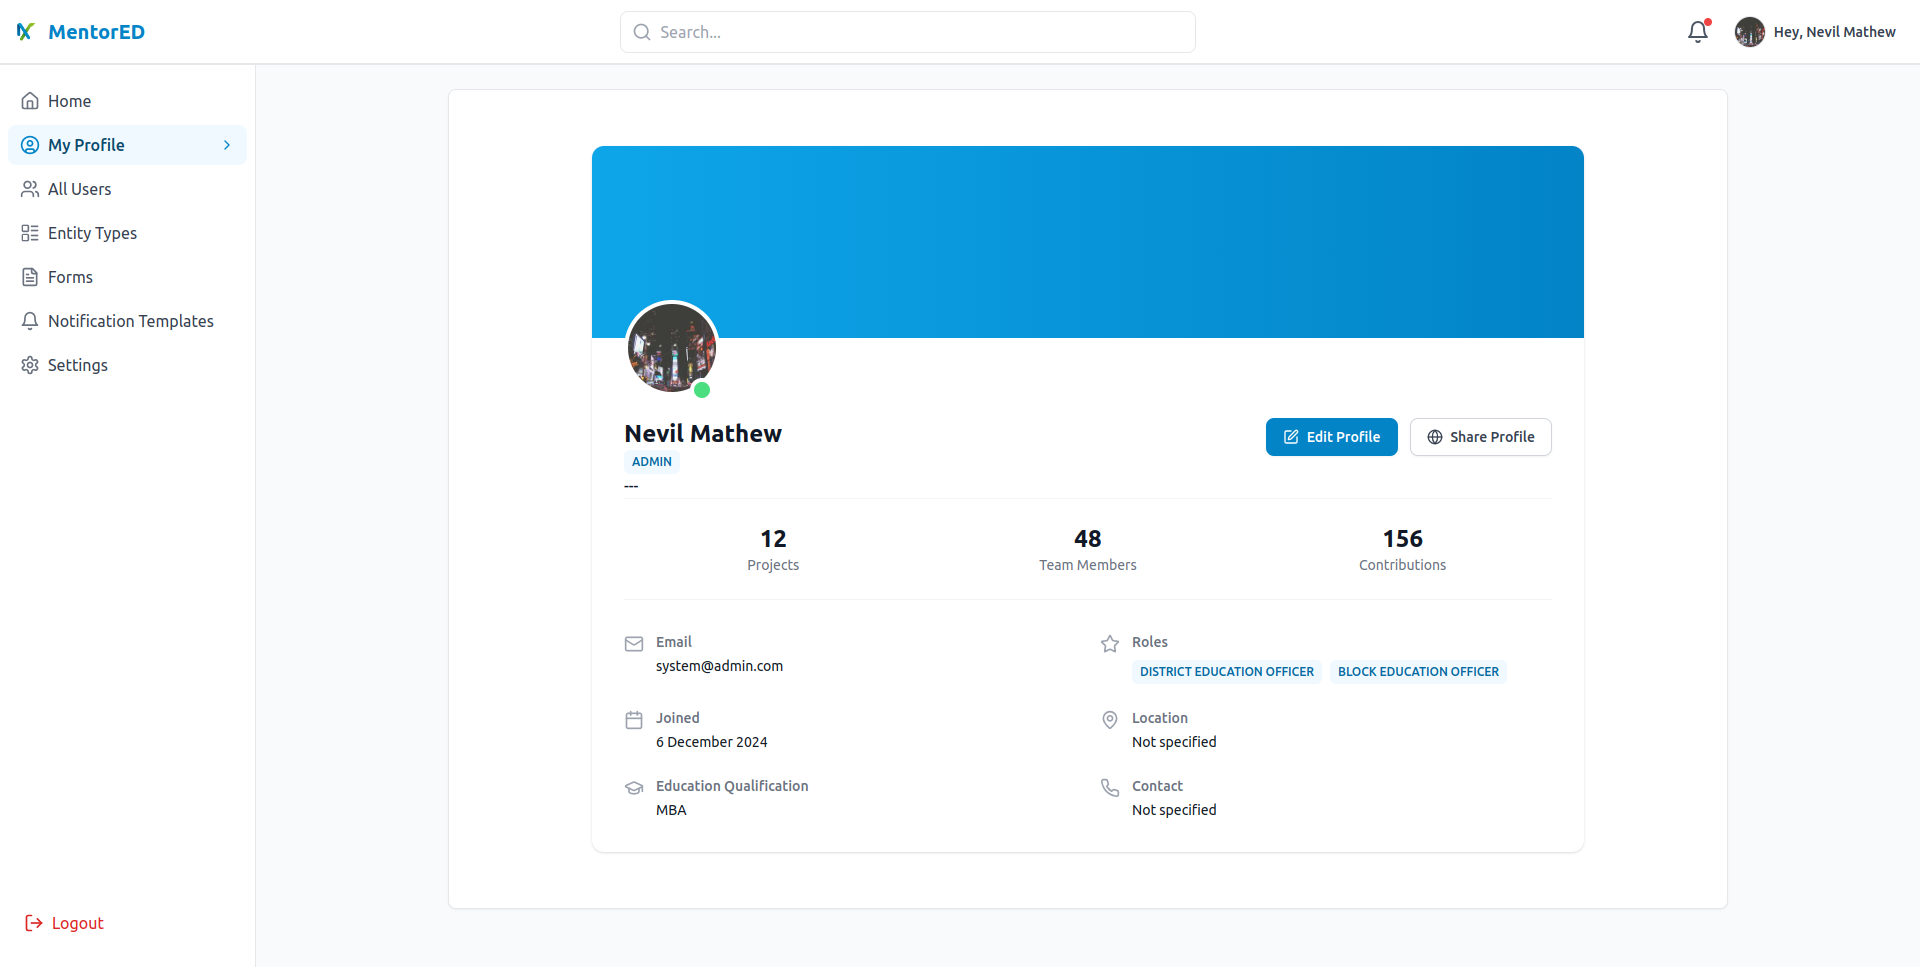 MentorED
Search...
Hey, Nevil Mathew
Home
My Profile
All Users
Entity Types
Forms
Notification Templates
Settings
Logout
Nevil Mathew
ADMIN
---
Edit Profile
Share Profile
12
Projects
48
Team Members
156
Contributions
Email
system@admin.com
Roles
DISTRICT EDUCATION OFFICER BLOCK EDUCATION OFFICER
Joined
6 December 2024
Location
Not specified
Education Qualification
MBA
Contact
Not specified